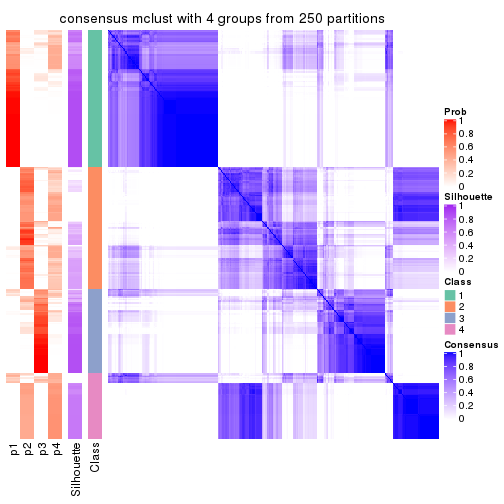 consensus mclust with 4 groups from 250 partitions
Prob
1
0.8
0.6
0.4
0.2
0
Silhouette
1
0.8
0.6
0.4
0.2
0
Class
1
2
3
4
Consensus
1
0.8
0.6
0.4
0.2
0
p1
p2
p3
p4
Silhouette
Class